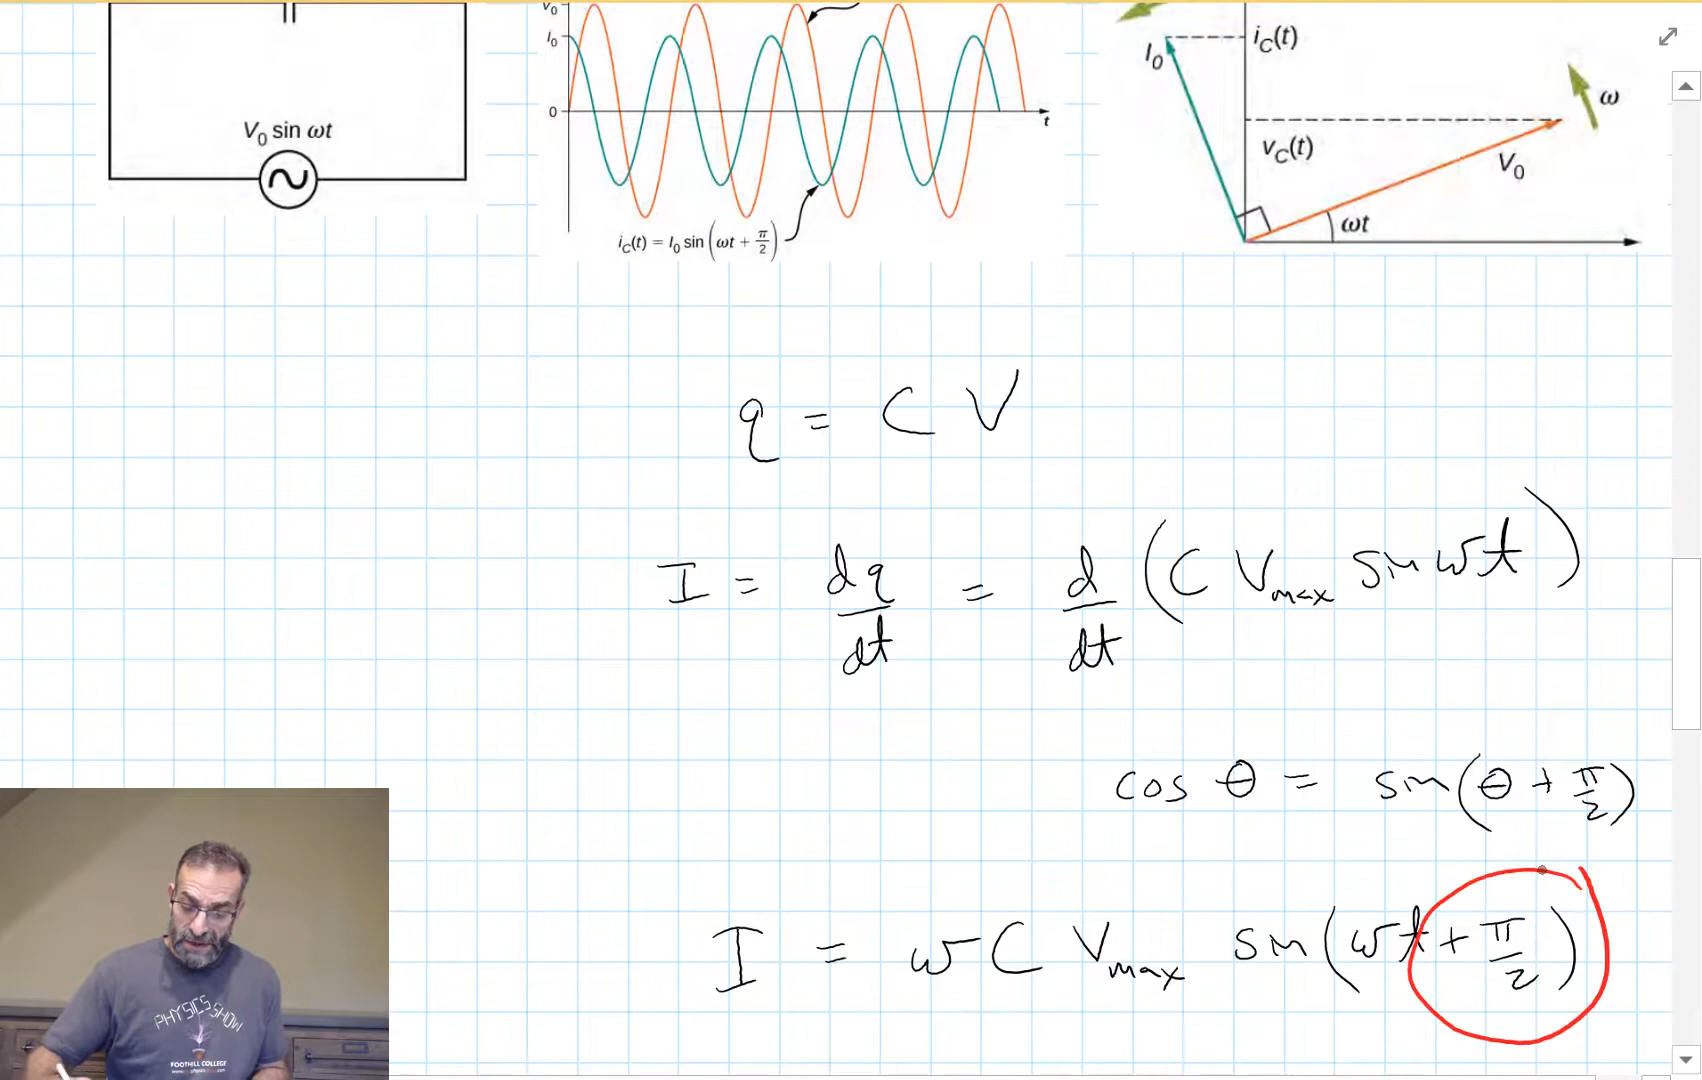 V₀ sin ωt
V₀
I₀
0
t
i_C(t) = I₀ sin (ωt + π/2)
I₀
i_C(t)
v_C(t)
V₀
ω
ωt
q = C V
I = dq/dt = d/dt (C V_max sin ωt)
cos θ = sin(θ + π/2)
I = ω C V_max sin(ωt + π/2)
PHYSICS SHOW
FOOTHILL COLLEGE